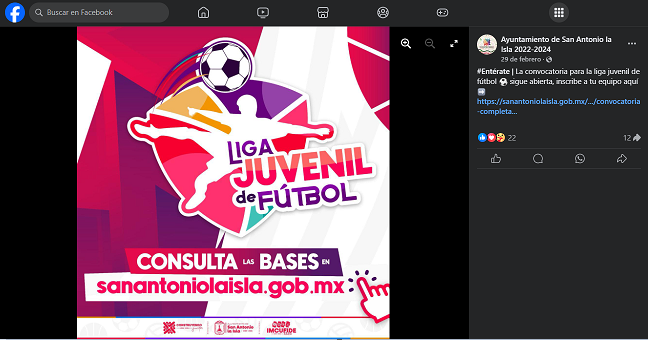 Buscar en Facebook
LIGA
JUVENIL
de FÚTBOL
CONSULTA LAS BASES EN
sanantoniolaisla.gob.mx
San Antonio
la Isla
IMCUFIDE
Ayuntamiento de San Antonio la
Isla 2022-2024
29 de febrero ·
#Entérate | La convocatoria para la liga juvenil de
fútbol ⚽ sigue abierta, inscribe a tu equipo aquí
➡️
https://sanantoniolaisla.gob.mx/.../convocatoria
-completa...
22
12